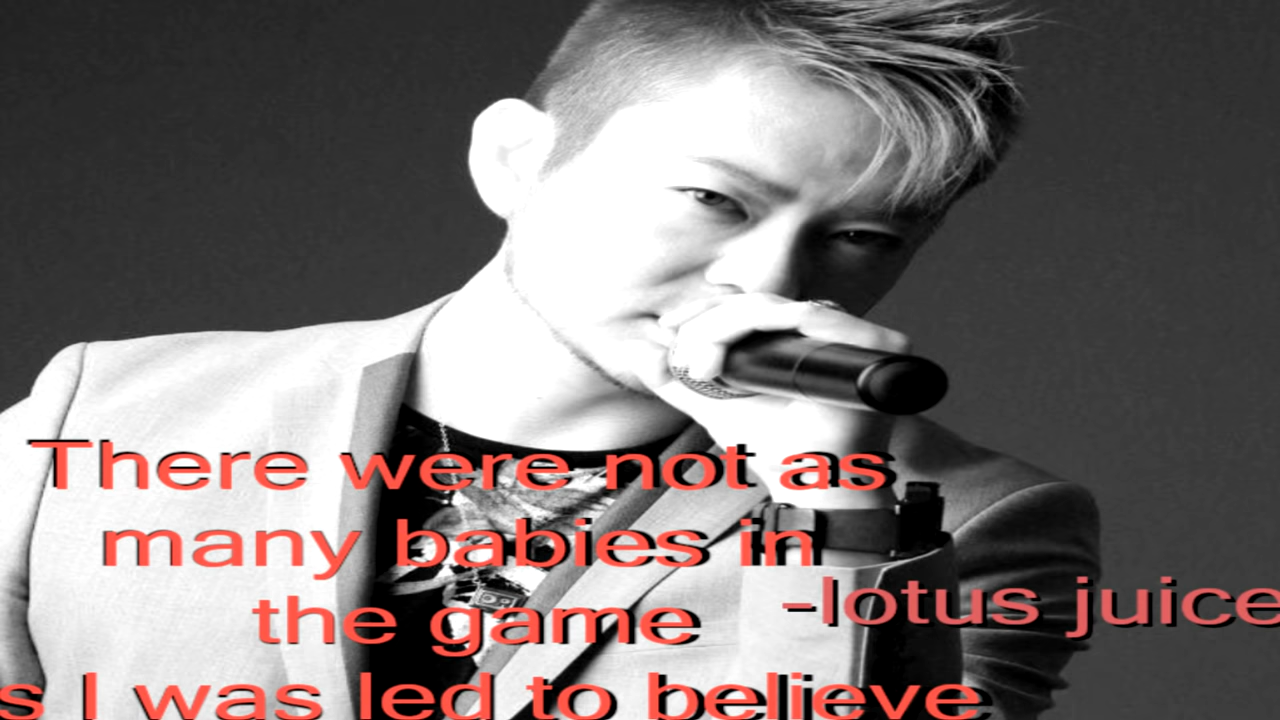 There were not as
many babies in
the game
-lotus juice
s I was led to believe